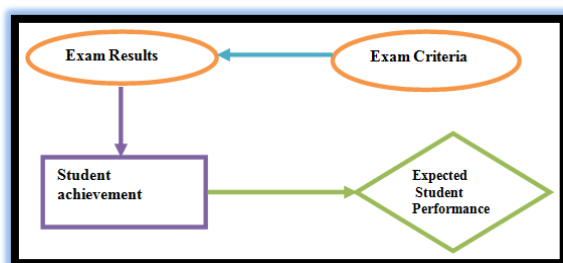 Exam Results
Exam Criteria
Student
achievement
Expected
Student
Performance